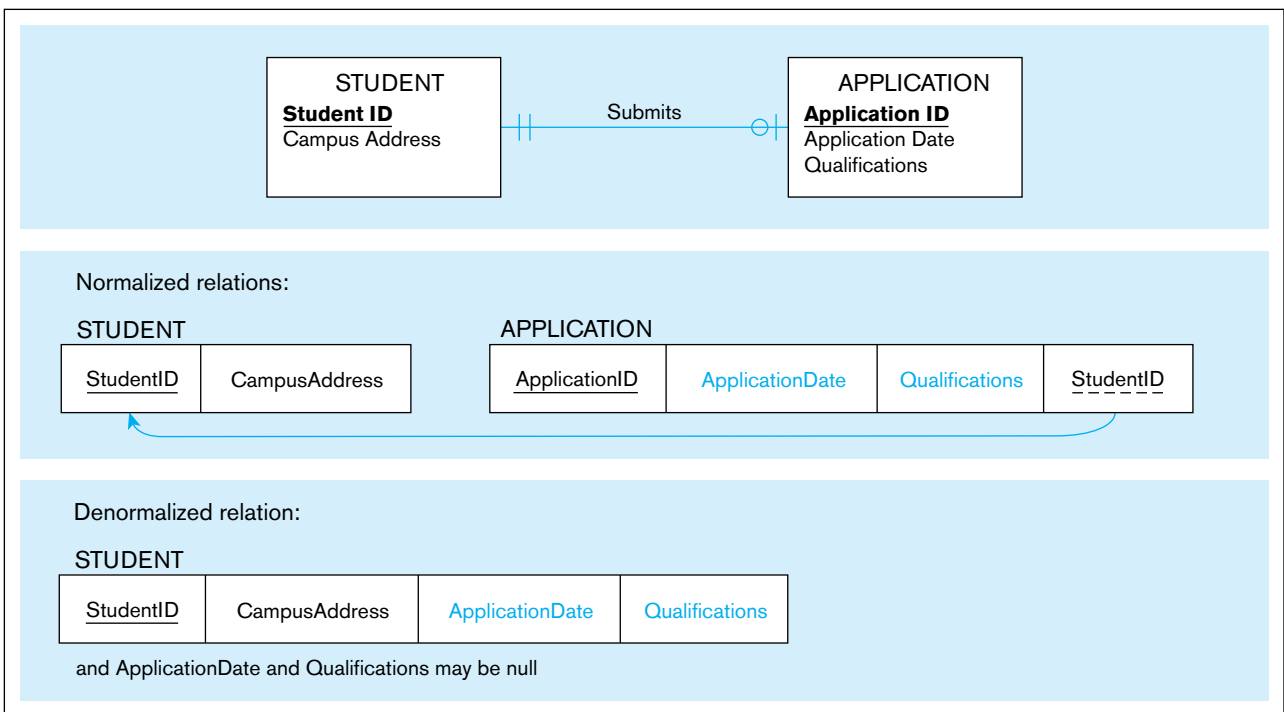 STUDENT
Student ID
Campus Address
Submits
APPLICATION
Application ID
Application Date
Qualifications
Normalized relations:
STUDENT
StudentID CampusAddress
APPLICATION
ApplicationID ApplicationDate Qualifications StudentID
Denormalized relation:
STUDENT
StudentID CampusAddress ApplicationDate Qualifications
and ApplicationDate and Qualifications may be null